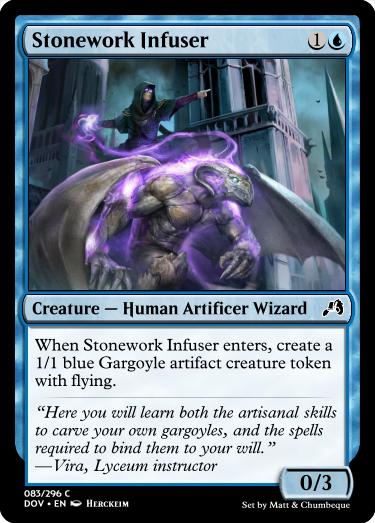 Stonework Infuser 1
Creature — Human Artificer Wizard
When Stonework Infuser enters, create a
1/1 blue Gargoyle artifact creature token
with flying.
“Here you will learn both the artisanal skills
to carve your own gargoyles, and the spells
required to bind them to your will.”
—Vira, Lyceum instructor
0/3
083/296 C
DOV • EN Herckeim
Set by Matt & Chumbeque